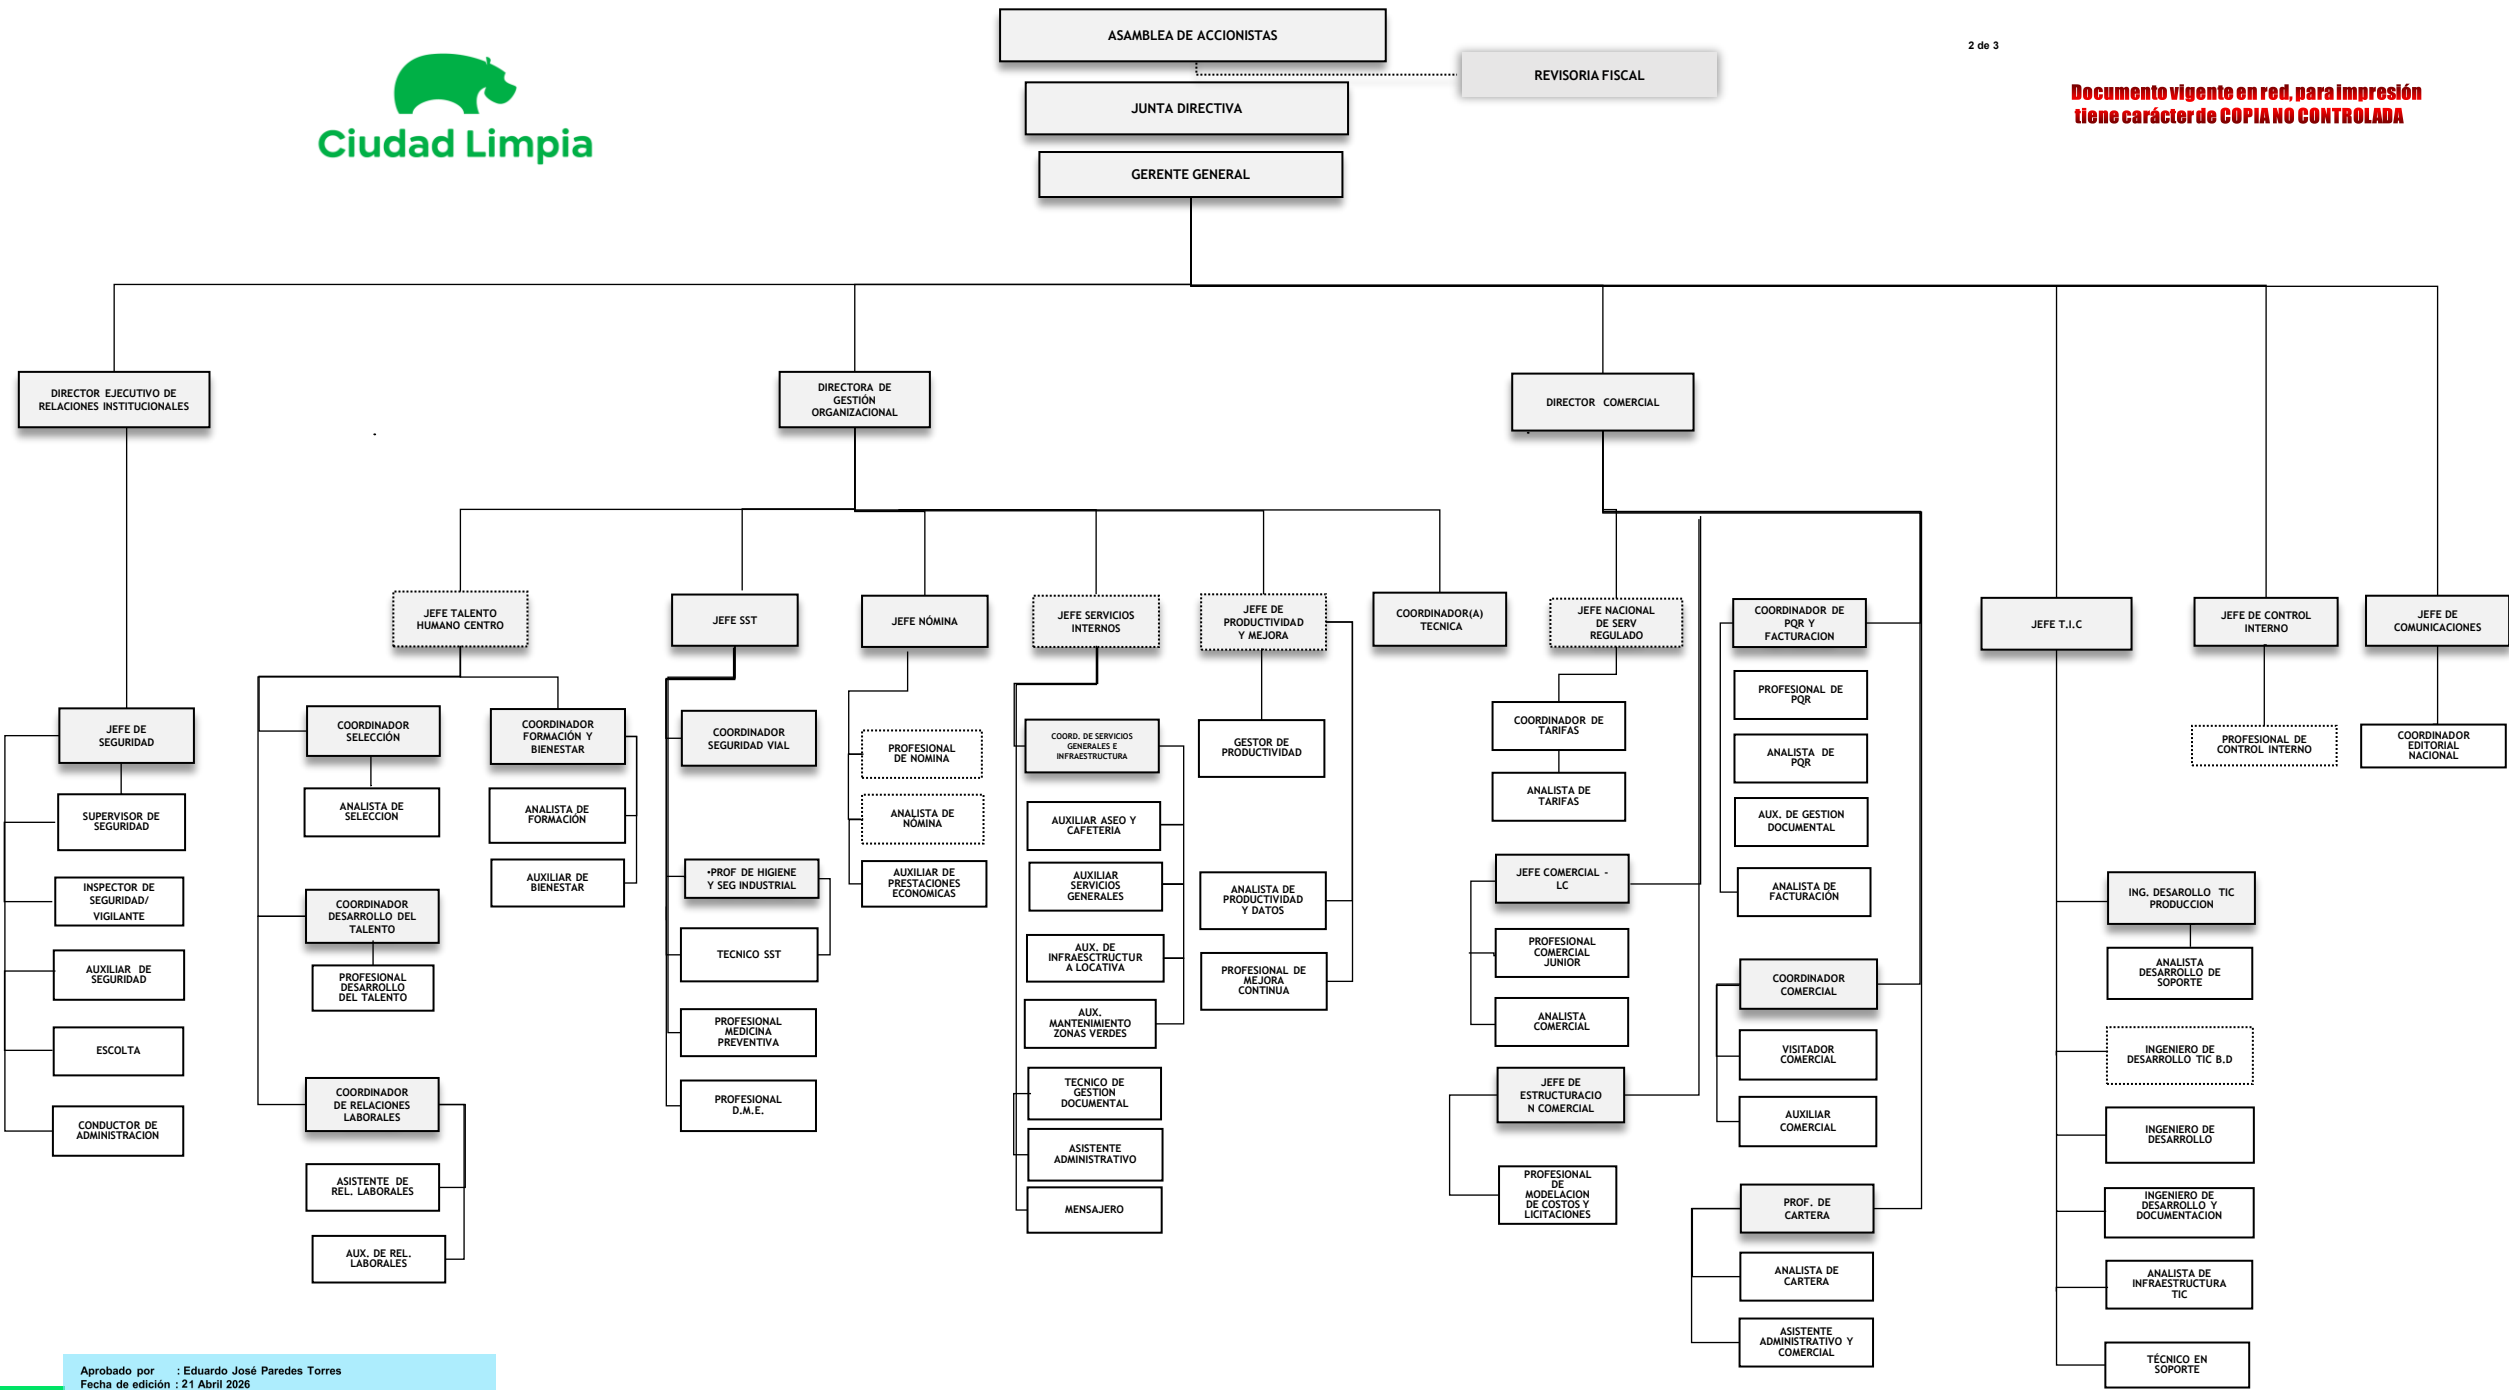 ASAMBLEA DE ACCIONISTAS
2 de 3
REVISORIA FISCAL
Documento vigente en red, para impresión
tiene carácter de COPIA NO CONTROLADA
JUNTA DIRECTIVA
Ciudad Limpia
GERENTE GENERAL
DIRECTOR EJECUTIVO DE
RELACIONES INSTITUCIONALES
DIRECTORA DE
GESTIÓN
ORGANIZACIONAL
DIRECTOR COMERCIAL
JEFE TALENTO
HUMANO CENTRO
JEFE SST
JEFE NÓMINA
JEFE SERVICIOS
INTERNOS
JEFE DE
PRODUCTIVIDAD
Y MEJORA
COORDINADOR(A)
TECNICA
JEFE NACIONAL
DE SERV
REGULADO
COORDINADOR DE
PQR Y
FACTURACION
JEFE T.I.C
JEFE DE CONTROL
INTERNO
JEFE DE
COMUNICACIONES
JEFE DE
SEGURIDAD
SUPERVISOR DE
SEGURIDAD
INSPECTOR DE
SEGURIDAD/
VIGILANTE
AUXILIAR DE
SEGURIDAD
ESCOLTA
CONDUCTOR DE
ADMINISTRACION
COORDINADOR
SELECCIÓN
ANALISTA DE
SELECCION
COORDINADOR
DESARROLLO DEL
TALENTO
PROFESIONAL
DESARROLLO
DEL TALENTO
COORDINADOR
DE RELACIONES
LABORALES
ASISTENTE DE
REL. LABORALES
AUX. DE REL.
LABORALES
COORDINADOR
FORMACIÓN Y
BIENESTAR
ANALISTA DE
FORMACIÓN
AUXILIAR DE
BIENESTAR
COORDINADOR
SEGURIDAD VIAL
•PROF DE HIGIENE
Y SEG INDUSTRIAL
TECNICO SST
PROFESIONAL
MEDICINA
PREVENTIVA
PROFESIONAL
D.M.E.
PROFESIONAL
DE NOMINA
ANALISTA DE
NÓMINA
AUXILIAR DE
PRESTACIONES
ECONOMICAS
COORD. DE SERVICIOS
GENERALES E
INFRAESTRUCTURA
AUXILIAR ASEO Y
CAFETERIA
AUXILIAR
SERVICIOS
GENERALES
AUX. DE
INFRAESCTRUCTUR
A LOCATIVA
AUX.
MANTENIMIENTO
ZONAS VERDES
TECNICO DE
GESTION
DOCUMENTAL
ASISTENTE
ADMINISTRATIVO
MENSAJERO
GESTOR DE
PRODUCTIVIDAD
ANALISTA DE
PRODUCTIVIDAD
Y DATOS
PROFESIONAL DE
MEJORA
CONTINUA
COORDINADOR DE
TARIFAS
ANALISTA DE
TARIFAS
JEFE COMERCIAL -
LC
PROFESIONAL
COMERCIAL
JUNIOR
ANALISTA
COMERCIAL
JEFE DE
ESTRUCTURACIO
N COMERCIAL
PROFESIONAL
DE
MODELACION
DE COSTOS Y
LICITACIONES
PROFESIONAL DE
PQR
ANALISTA DE
PQR
AUX. DE GESTION
DOCUMENTAL
ANALISTA DE
FACTURACIÓN
COORDINADOR
COMERCIAL
VISITADOR
COMERCIAL
AUXILIAR
COMERCIAL
PROF. DE
CARTERA
ANALISTA DE
CARTERA
ASISTENTE
ADMINISTRATIVO Y
COMERCIAL
ING. DESAROLLO TIC
PRODUCCION
ANALISTA
DESARROLLO DE
SOPORTE
INGENIERO DE
DESARROLLO TIC B.D
INGENIERO DE
DESARROLLO
INGENIERO DE
DESARROLLO Y
DOCUMENTACION
ANALISTA DE
INFRAESTRUCTURA
TIC
TÉCNICO EN
SOPORTE
PROFESIONAL DE
CONTROL INTERNO
COORDINADOR
EDITORIAL
NACIONAL
Aprobado por : Eduardo José Paredes Torres
Fecha de edición : 21 Abril 2026